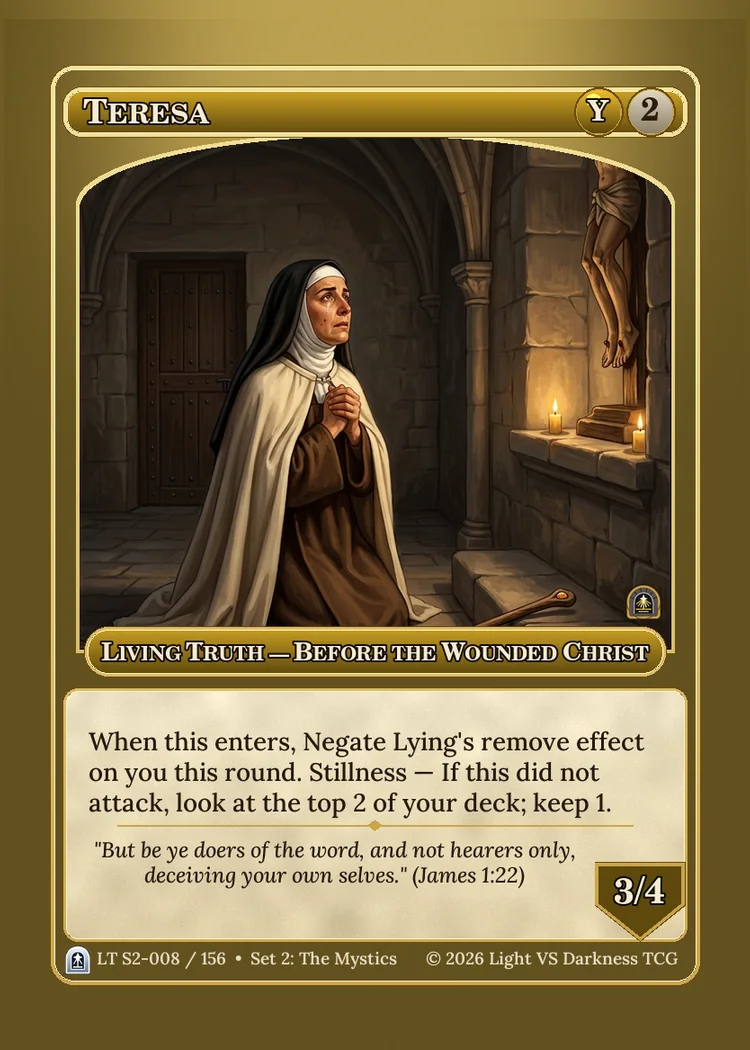 Teresa
Y 2
Living Truth — Before the Wounded Christ
When this enters, Negate Lying's remove effect
on you this round. Stillness — If this did not
attack, look at the top 2 of your deck; keep 1.
"But be ye doers of the word, and not hearers only,
deceiving your own selves." (James 1:22)
3/4
LT S2-008 / 156 • Set 2: The Mystics © 2026 Light VS Darkness TCG